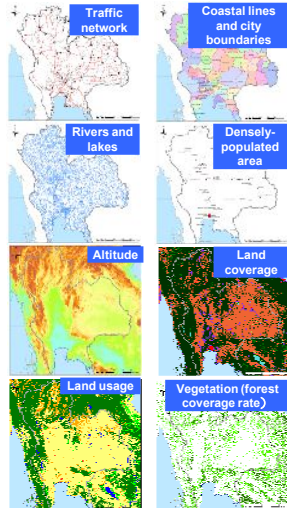 Traffic
network
Coastal lines
and city
boundaries
Rivers and
lakes
Densely-
populated
area
Altitude
Land
coverage
Land usage
Vegetation (forest
coverage rate)